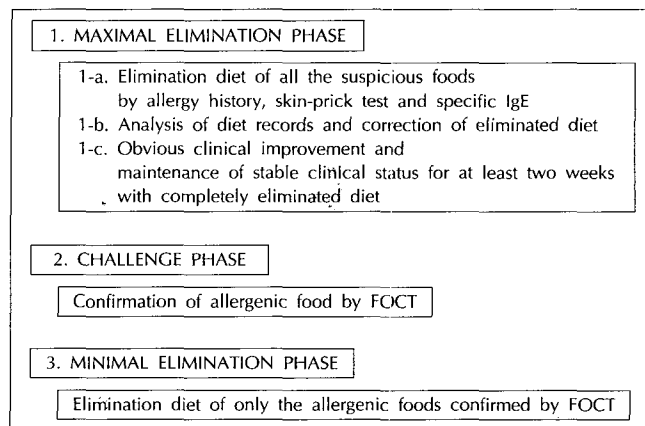 1. MAXIMAL ELIMINATION PHASE
1-a. Elimination diet of all the suspicious foods
by allergy history, skin-prick test and specific IgE
1-b. Analysis of diet records and correction of eliminated diet
1-c. Obvious clinical improvement and
maintenance of stable clinical status for at least two weeks
with completely eliminated diet
2. CHALLENGE PHASE
Confirmation of allergenic food by FOCT
3. MINIMAL ELIMINATION PHASE
Elimination diet of only the allergenic foods confirmed by FOCT